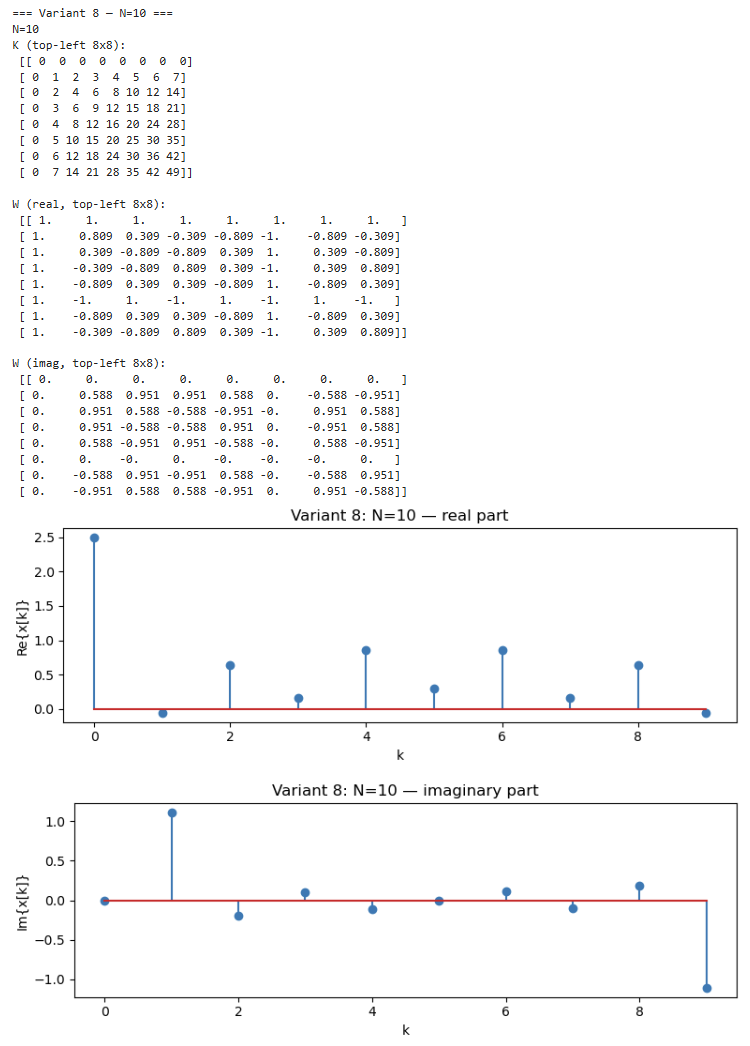 === Variant 8 — N=10 ===
N=10
K (top-left 8x8):
[[ 0 0 0 0 0 0 0 0]
[ 0 1 2 3 4 5 6 7]
[ 0 2 4 6 8 10 12 14]
[ 0 3 6 9 12 15 18 21]
[ 0 4 8 12 16 20 24 28]
[ 0 5 10 15 20 25 30 35]
[ 0 6 12 18 24 30 36 42]
[ 0 7 14 21 28 35 42 49]]
W (real, top-left 8x8):
[[ 1. 1. 1. 1. 1. 1. 1. 1. ]
[ 1. 0.809 0.309 -0.309 -0.809 -1. -0.809 -0.309]
[ 1. 0.309 -0.809 -0.809 0.309 1. 0.309 -0.809]
[ 1. -0.309 -0.809 0.809 0.309 -1. 0.309 0.809]
[ 1. -0.809 0.309 0.309 -0.809 1. -0.809 0.309]
[ 1. -1. 1. -1. 1. -1. 1. -1. ]
[ 1. -0.809 0.309 0.309 -0.809 1. -0.809 0.309]
[ 1. -0.309 -0.809 0.809 0.309 -1. 0.309 0.809]]
W (imag, top-left 8x8):
[[ 0. 0. 0. 0. 0. 0. 0. 0. ]
[ 0. 0.588 0.951 0.951 0.588 0. -0.588 -0.951]
[ 0. 0.951 0.588 -0.588 -0.951 -0. 0.951 0.588]
[ 0. 0.951 -0.588 -0.588 0.951 0. -0.951 0.588]
[ 0. 0.588 -0.951 0.951 -0.588 -0. 0.588 -0.951]
[ 0. 0. -0. 0. -0. -0. -0. 0. ]
[ 0. -0.588 0.951 -0.951 0.588 -0. -0.588 0.951]
[ 0. -0.951 0.588 0.588 -0.951 0. 0.951 -0.588]]
Variant 8: N=10 — real part
2.5
2.0
1.5
1.0
0.5
0.0
Re{x[k]}
0 2 4 6 8
k
Variant 8: N=10 — imaginary part
1.0
0.5
0.0
−0.5
−1.0
Im{x[k]}
0 2 4 6 8
k